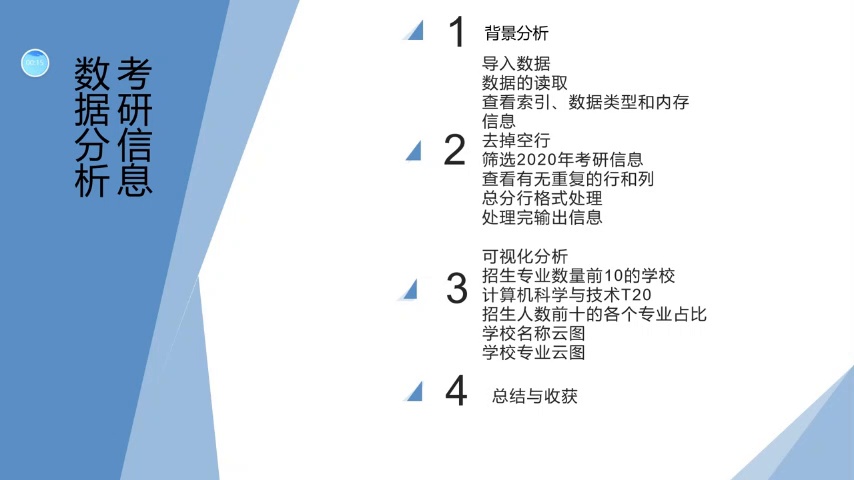 考研信息
数据分析
00:15
1 背景分析
2
导入数据
数据的读取
查看索引、数据类型和内存
信息
去掉空行
筛选2020年考研信息
查看有无重复的行和列
总分行格式处理
处理完输出信息
3
可视化分析
招生专业数量前10的学校
计算机科学与技术T20
招生人数前十的各个专业占比
学校名称云图
学校专业云图
4 总结与收获